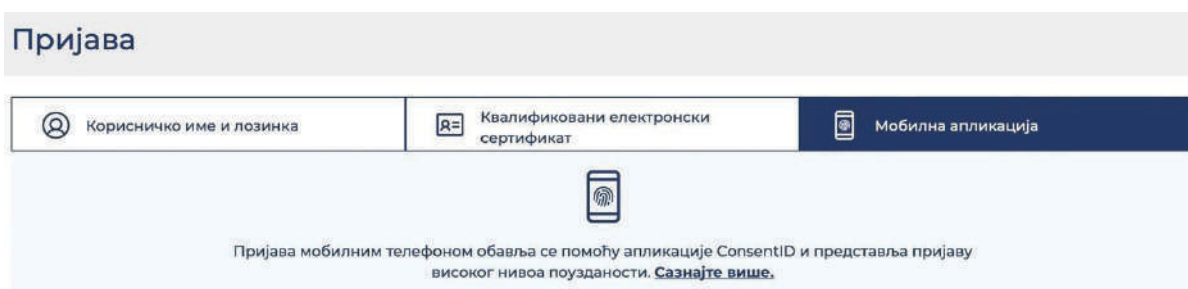 Пријава
Корисничко име и лозинка
Квалификовани електронски
сертификат
Мобилна апликација
Пријава мобилним телефоном обавља се помоћу апликације ConsentID и представља пријаву
високог нивоа поузданости. Сазнајте више.